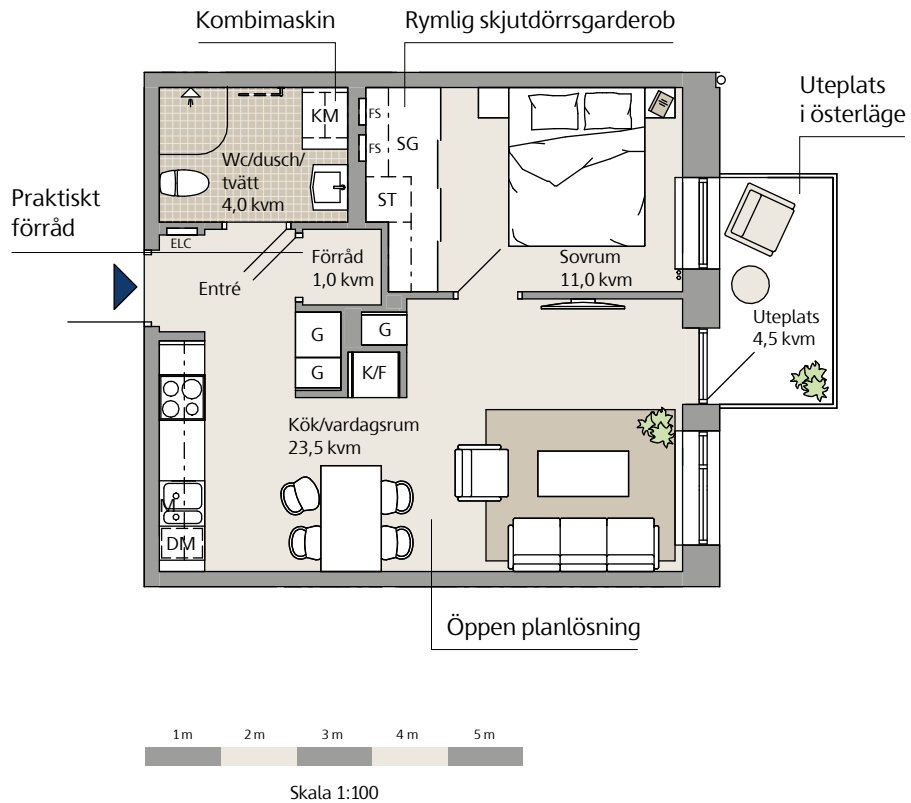 Kombimaskin
Rymlig skjutdörrsgarderob
Uteplats
i österläge
KM
FS
SG
FS
Wc/dusch/
tvätt
4,0 kvm
ST
Praktiskt
förråd
ELC
Förråd
1,0 kvm
Sovrum
11,0 kvm
Entré
Uteplats
4,5 kvm
G
G
G
K/F
Kök/vardagsrum
23,5 kvm
M
DM
Öppen planlösning
1 m 2 m 3 m 4 m 5 m
Skala 1:100